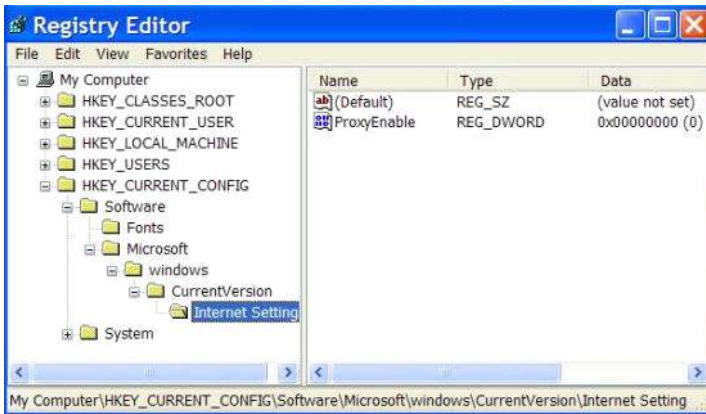 Registry Editor
File Edit View Favorites Help
My Computer
HKEY_CLASSES_ROOT
HKEY_CURRENT_USER
HKEY_LOCAL_MACHINE
HKEY_USERS
HKEY_CURRENT_CONFIG
Software
Fonts
Microsoft
windows
CurrentVersion
Internet Setting
System
Name Type Data
ab (Default) REG_SZ (value not set)
ProxyEnable REG_DWORD 0x00000000 (0)
My Computer\HKEY_CURRENT_CONFIG\Software\Microsoft\windows\CurrentVersion\Internet Setting